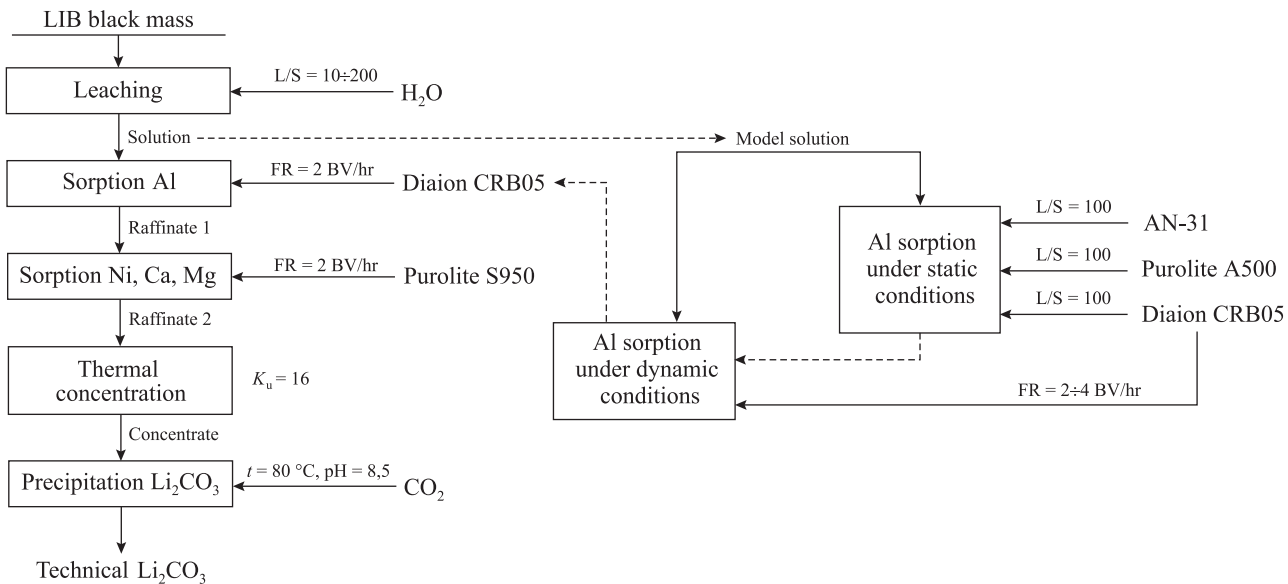 LIB black mass
Leaching
L/S = 10÷200
H₂O
Solution
Model solution
Sorption Al
FR = 2 BV/hr
Diaion CRB05
Raffinate 1
Sorption Ni, Ca, Mg
FR = 2 BV/hr
Purolite S950
Raffinate 2
Thermal
concentration
Kᵤ = 16
Concentrate
Precipitation Li₂CO₃
t = 80 °C, pH = 8,5
CO₂
Technical Li₂CO₃
Al sorption
under static
conditions
L/S = 100
AN-31
L/S = 100
Purolite A500
L/S = 100
Diaion CRB05
Al sorption
under dynamic
conditions
FR = 2÷4 BV/hr